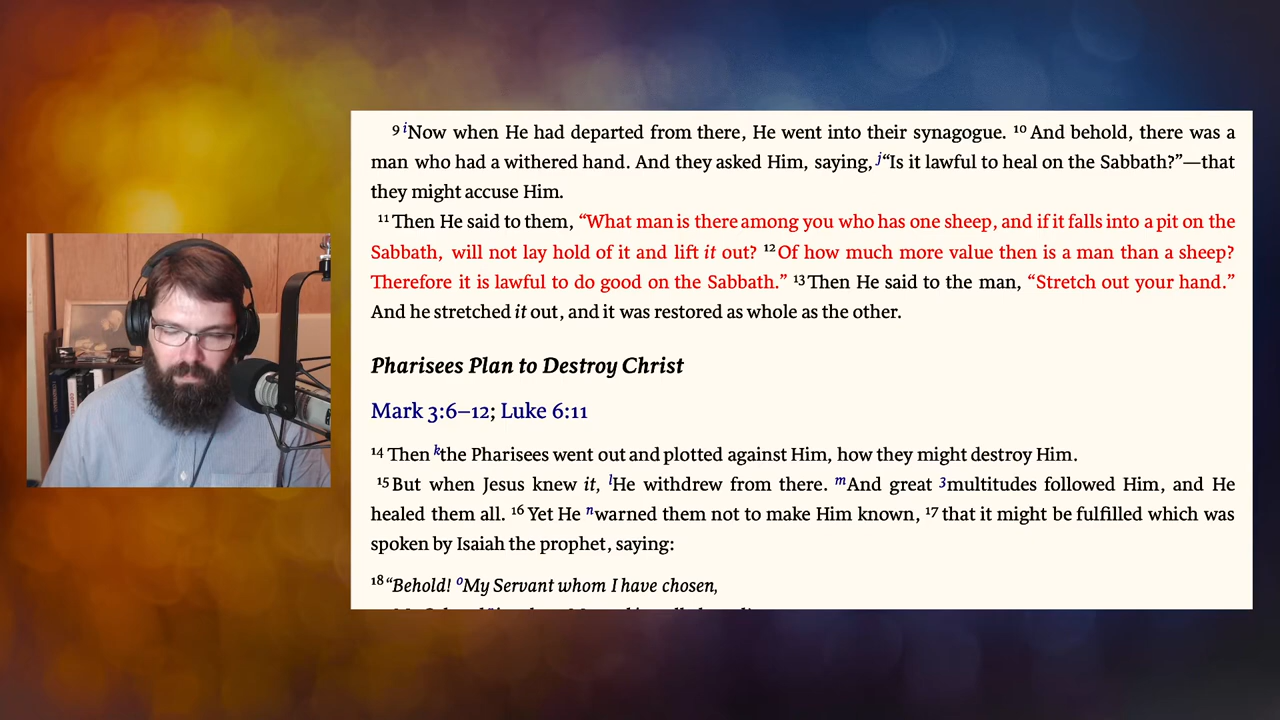 9 iNow when He had departed from there, He went into their synagogue. 10 And behold, there was a
man who had a withered hand. And they asked Him, saying, j“Is it lawful to heal on the Sabbath?”—that
they might accuse Him.
11 Then He said to them, “What man is there among you who has one sheep, and if it falls into a pit on the
Sabbath, will not lay hold of it and lift it out? 12 Of how much more value then is a man than a sheep?
Therefore it is lawful to do good on the Sabbath.” 13 Then He said to the man, “Stretch out your hand.”
And he stretched it out, and it was restored as whole as the other.
Pharisees Plan to Destroy Christ
Mark 3:6–12; Luke 6:11
14 Then kthe Pharisees went out and plotted against Him, how they might destroy Him.
15 But when Jesus knew it, lHe withdrew from there. mAnd great 3multitudes followed Him, and He
healed them all. 16 Yet He nwarned them not to make Him known, 17 that it might be fulfilled which was
spoken by Isaiah the prophet, saying:
18 “Behold! oMy Servant whom I have chosen,